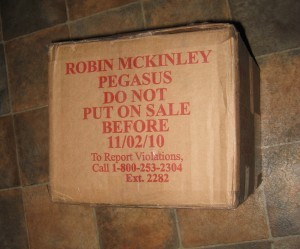 ROBIN MCKINLEY
PEGASUS
DO NOT
PUT ON SALE
BEFORE
11/02/10
To Report Violations,
Call 1-800-253-2304
Ext. 2282